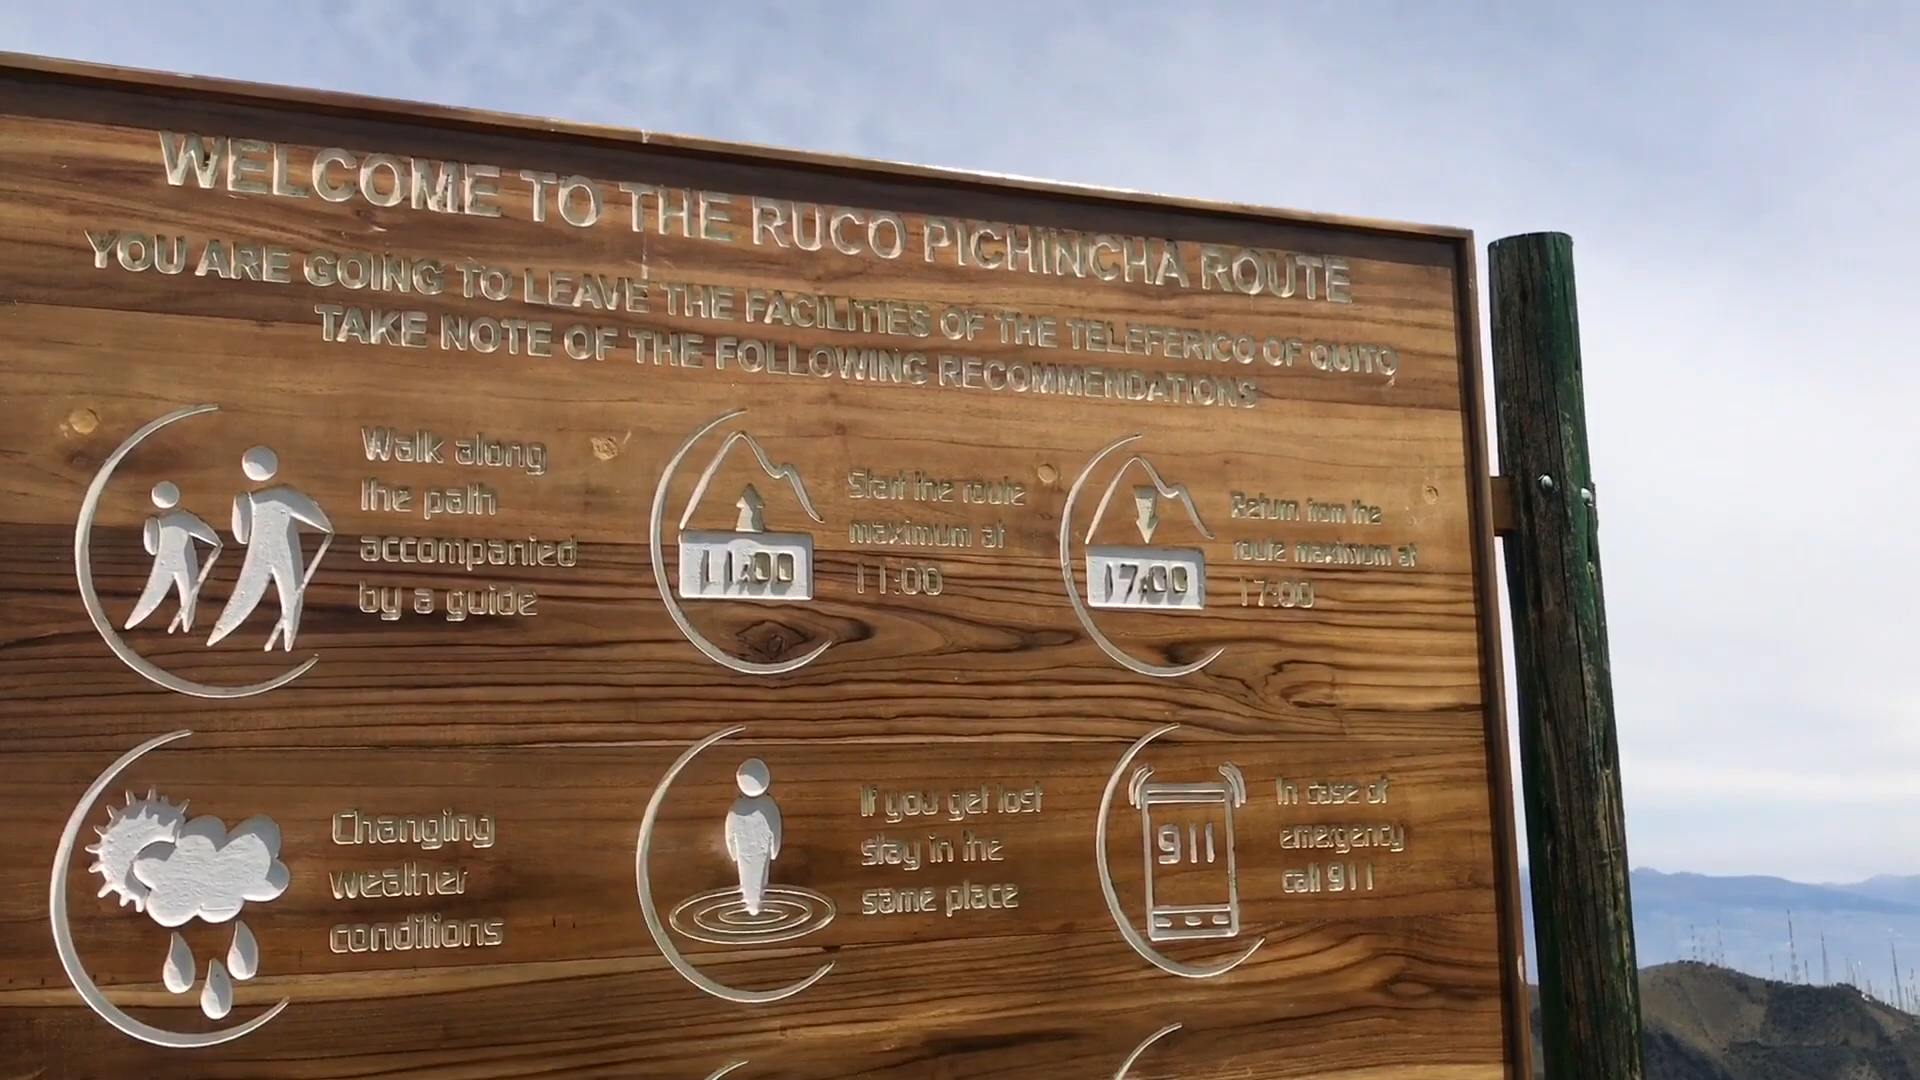 WELCOME TO THE RUCO PICHINCHA ROUTE
YOU ARE GOING TO LEAVE THE FACILITIES OF THE TELEFERICO OF QUITO
TAKE NOTE OF THE FOLLOWING RECOMMENDATIONS
Walk along
the path
accompanied
by a guide
11:00
Start the route
maximum at
11:00
17:00
Return from the
route maximum at
17:00
Changing
weather
conditions
If you get lost
stay in the
same place
911
In case of
emergency
call 911